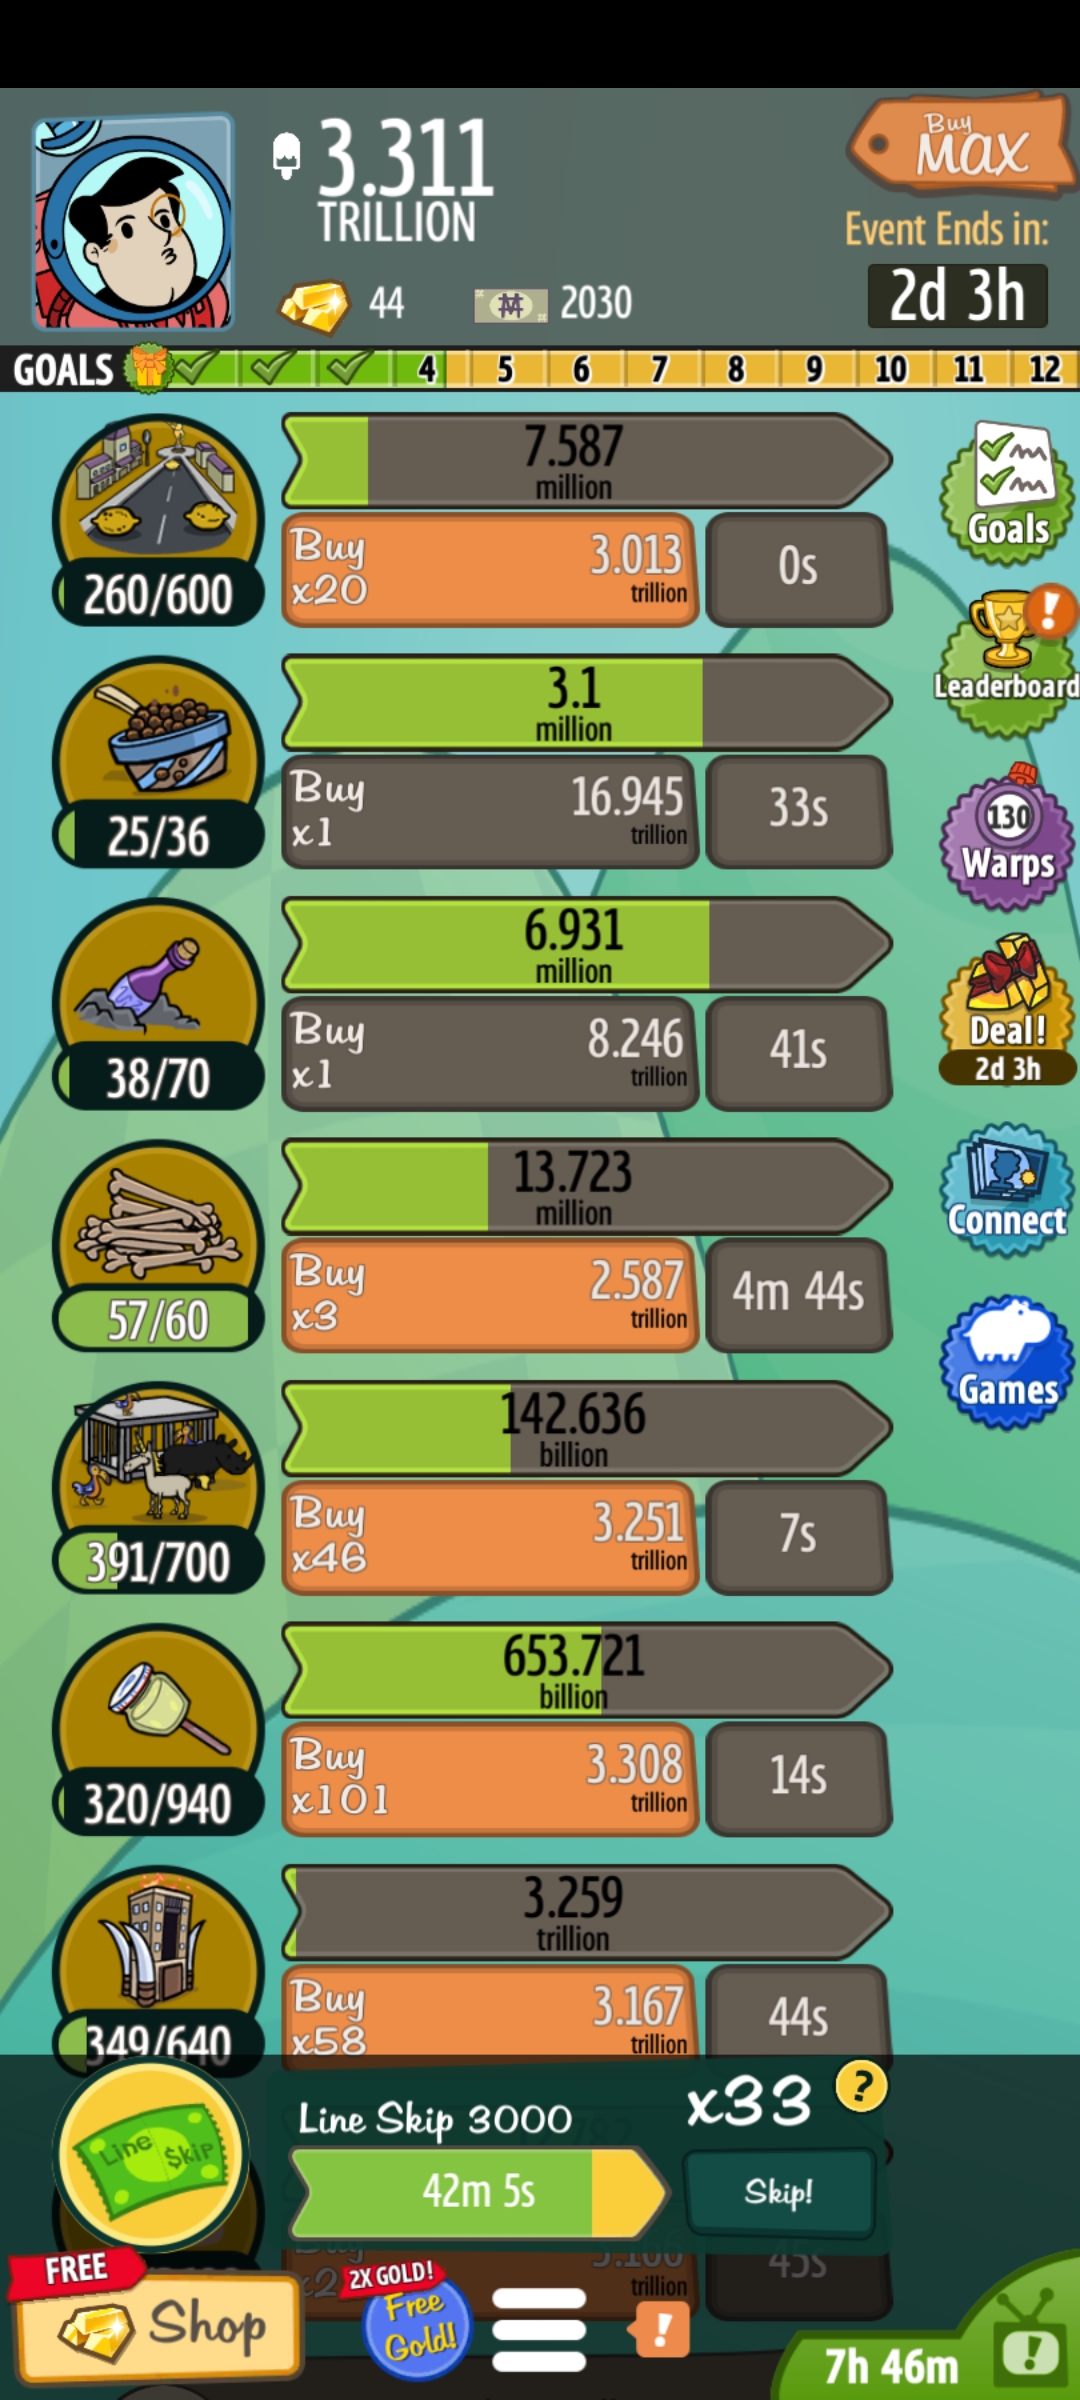 3.311
TRILLION
Buy
MAX
Event Ends in:
2d 3h
44
2030
GOALS
4 5 6 7 8 9 10 11 12
7.587
million
Buy
x20
3.013
trillion
0s
260/600
Goals
3.1
million
Leaderboard
Buy
x1
16.945
trillion
33s
25/36
130
Warps
6.931
million
Buy
x1
8.246
trillion
41s
38/70
Deal!
2d 3h
13.723
million
Connect
Buy
x3
2.587
trillion
4m 44s
57/60
Games
142.636
billion
Buy
x46
3.251
trillion
7s
391/700
653.721
billion
Buy
x101
3.308
trillion
14s
320/940
3.259
trillion
Buy
x58
3.167
trillion
44s
349/640
Line Skip 3000
x33
?
Line $kip
42m 5s
Skip!
trillion
45s
FREE
Shop
2X GOLD!
Free
Gold!
!
7h 46m
!